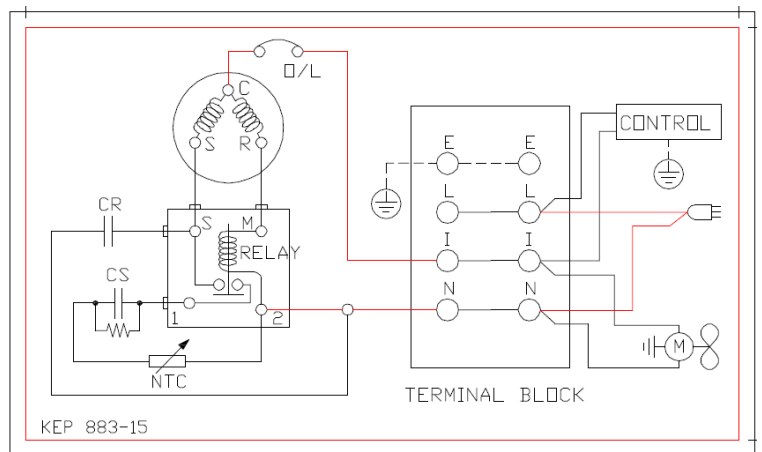 O/L
C
S R
E E
CONTROL
L L
CR
S M
RELAY
I I
CS
N N
1 2
M
NTC
TERMINAL BLOCK
KEP 883-15